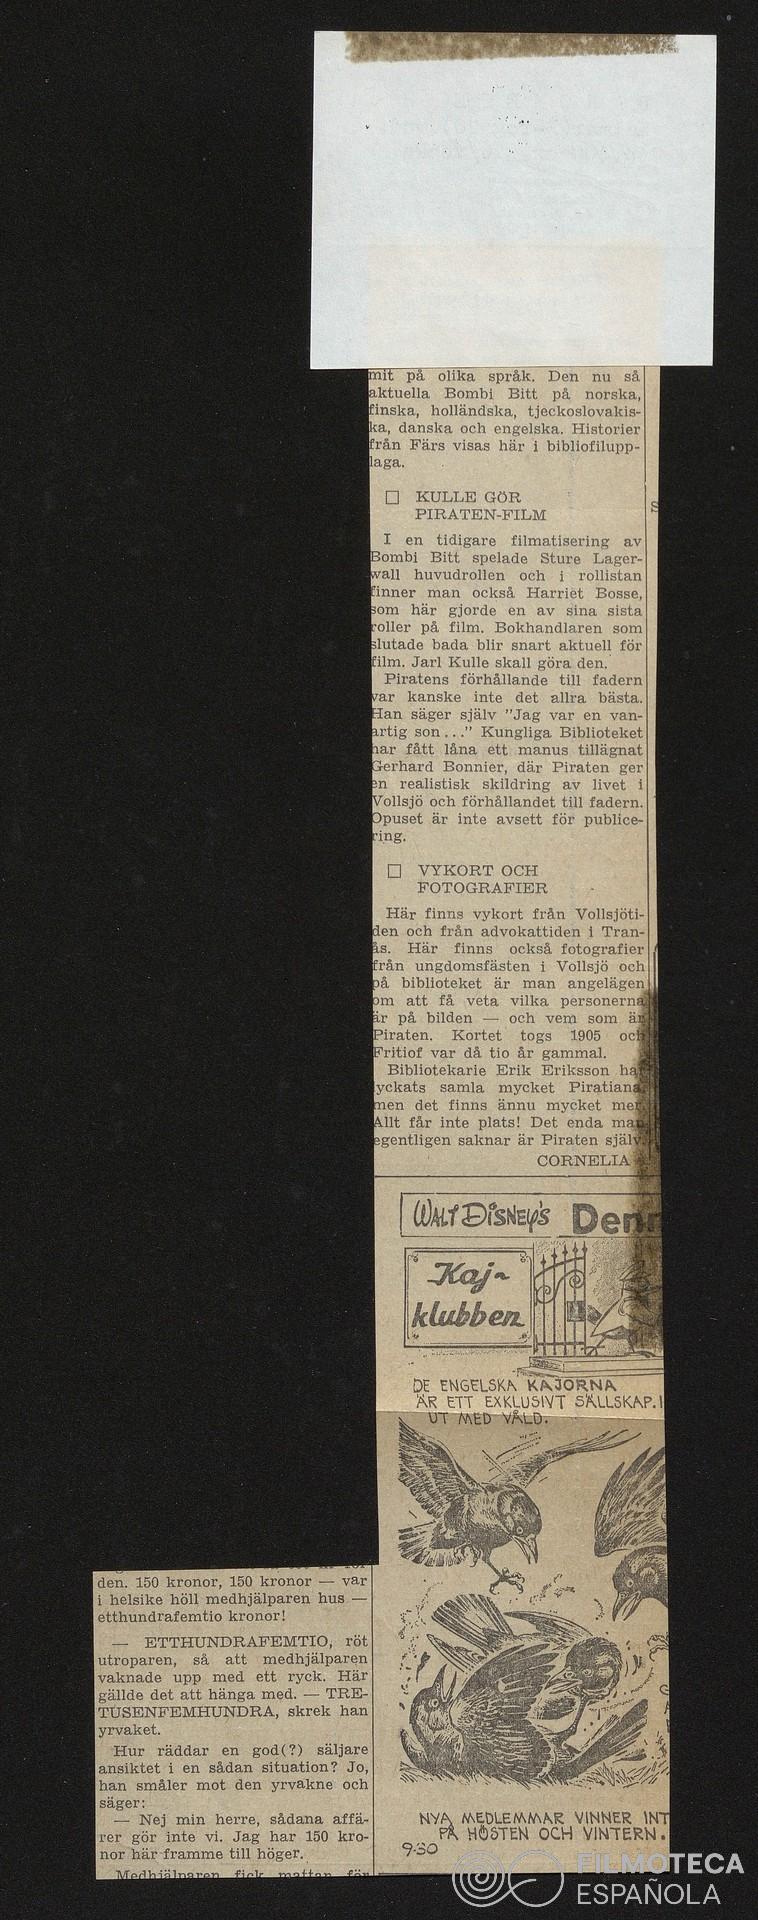 mit på olika språk. Den nu så
aktuella Bombi Bitt på norska,
finska, holländska, tjeckoslovakis-
ka, danska och engelska. Historier
från Färs visas här i bibliofilupp-
laga.
□ KULLE GÖR
PIRATEN-FILM
I en tidigare filmatisering av
Bombi Bitt spelade Sture Lager-
wall huvudrollen och i rollistan
finner man också Harriet Bosse,
som här gjorde en av sina sista
roller på film. Bokhandlaren som
slutade bada blir snart aktuell för
film. Jarl Kulle skall göra den.
Piratens förhållande till fadern
var kanske inte det allra bästa.
Han säger själv "Jag var en van-
artig son..." Kungliga Biblioteket
har fått låna ett manus tillägnat
Gerhard Bonnier, där Piraten ger
en realistisk skildring av livet i
Vollsjö och förhållandet till fadern.
Opuset är inte avsett för publice-
ring.
□ VYKORT OCH
FOTOGRAFIER
Här finns vykort från Vollsjöti-
den och från advokattiden i Tran-
ås. Här finns också fotografier
från ungdomsfästen i Vollsjö och
på biblioteket är man angelägen
om att få veta vilka personerna
är på bilden — och vem som är
Piraten. Kortet togs 1905 och
Fritiof var då tio år gammal.
Bibliotekarie Erik Eriksson har
lyckats samla mycket Piratiana,
men det finns ännu mycket mer.
Allt får inte plats! Det enda man
egentligen saknar är Piraten själv.
CORNELIA
WALT DISNEY'S Denn
Kaj-
klubben
DE ENGELSKA KAJORNA
ÄR ETT EXKLUSIVT SÄLLSKAP. I
UT MED VÅLD.
NYA MEDLEMMAR VINNER INT
PÅ HÖSTEN OCH VINTERN.
9-30
den. 150 kronor, 150 kronor — var
i helsike höll medhjälparen hus —
etthundrafemtio kronor!
— ETTHUNDRAFEMTIO, röt
utroparen, så att medhjälparen
vaknade upp med ett ryck. Här
gällde det att hänga med. — TRE-
TUSENFEMHUNDRA, skrek han
yrvaket.
Hur räddar en god(?) säljare
ansiktet i en sådan situation? Jo,
han småler mot den yrvakne och
säger:
— Nej min herre, sådana affä-
rer gör inte vi. Jag har 150 kro-
nor här framme till höger.
Medhjälparen fick mattan för
FILMOTECA
ESPAÑOLA